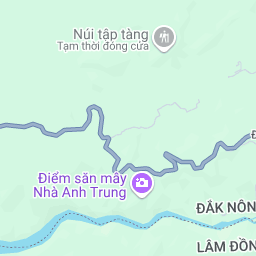 Núi tập tàng
Tạm thời đóng cửa
Điểm săn mây
Nhà Anh Trung
ĐẮK NÔN
LÂM ĐỒN